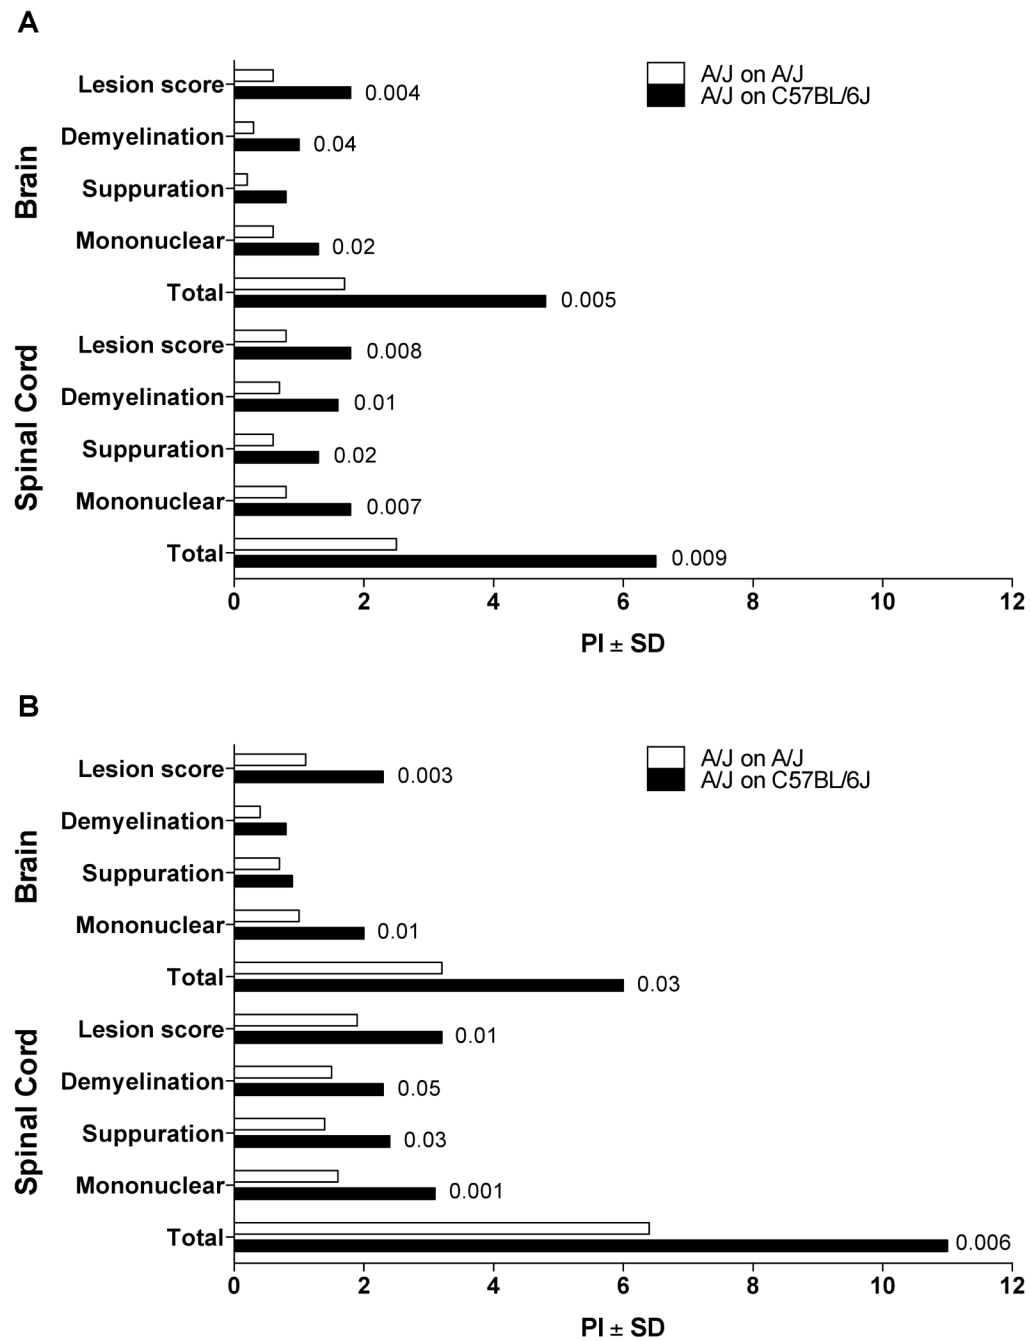 A
A/J on A/J
A/J on C57BL/6J
Brain
Lesion score
0.004
Demyelination
0.04
Suppuration
Mononuclear
0.02
Total
0.005
Spinal Cord
Lesion score
0.008
Demyelination
0.01
Suppuration
0.02
Mononuclear
0.007
Total
0.009
0 2 4 6 8 10 12
PI ± SD
B
A/J on A/J
A/J on C57BL/6J
Brain
Lesion score
0.003
Demyelination
Suppuration
Mononuclear
0.01
Total
0.03
Spinal Cord
Lesion score
0.01
Demyelination
0.05
Suppuration
0.03
Mononuclear
0.001
Total
0.006
0 2 4 6 8 10 12
PI ± SD